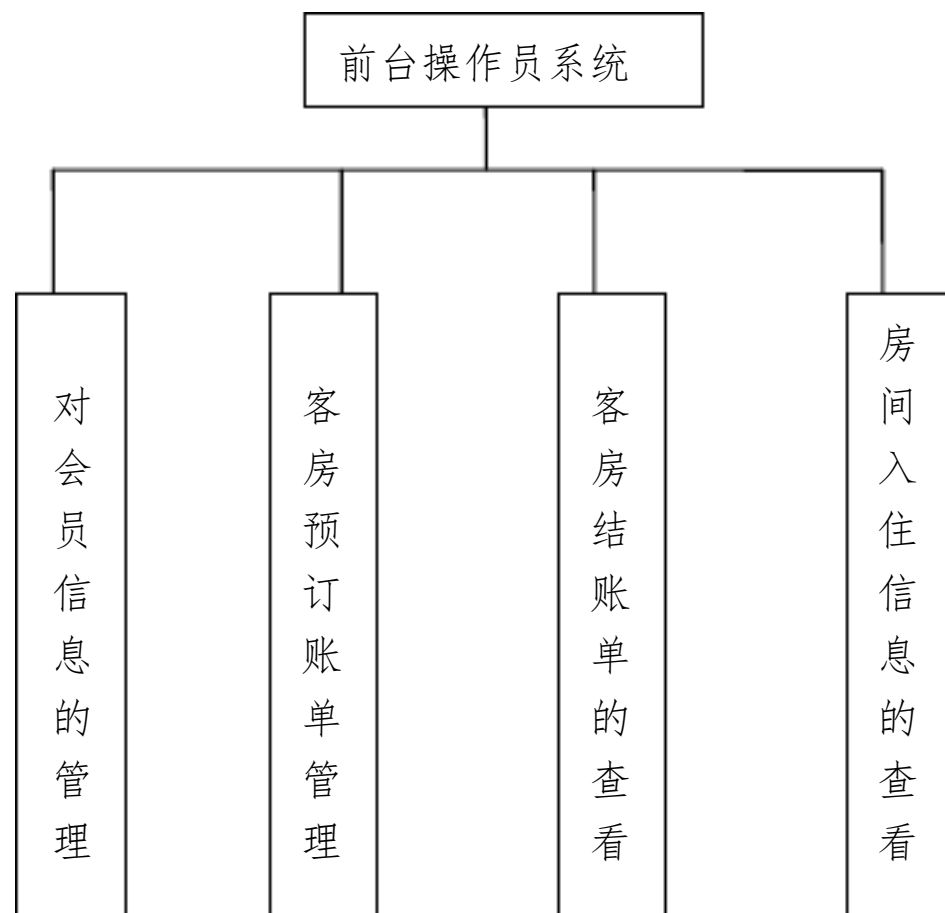 前台操作员系统
对会员信息的管理
客房预订账单管理
客房结账单的查看
房间入住信息的查看